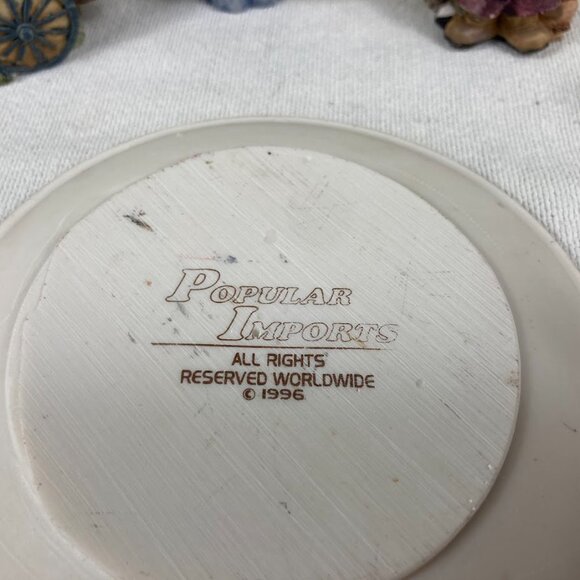 POPULAR
IMPORTS
ALL RIGHTS
RESERVED WORLDWIDE
© 1996